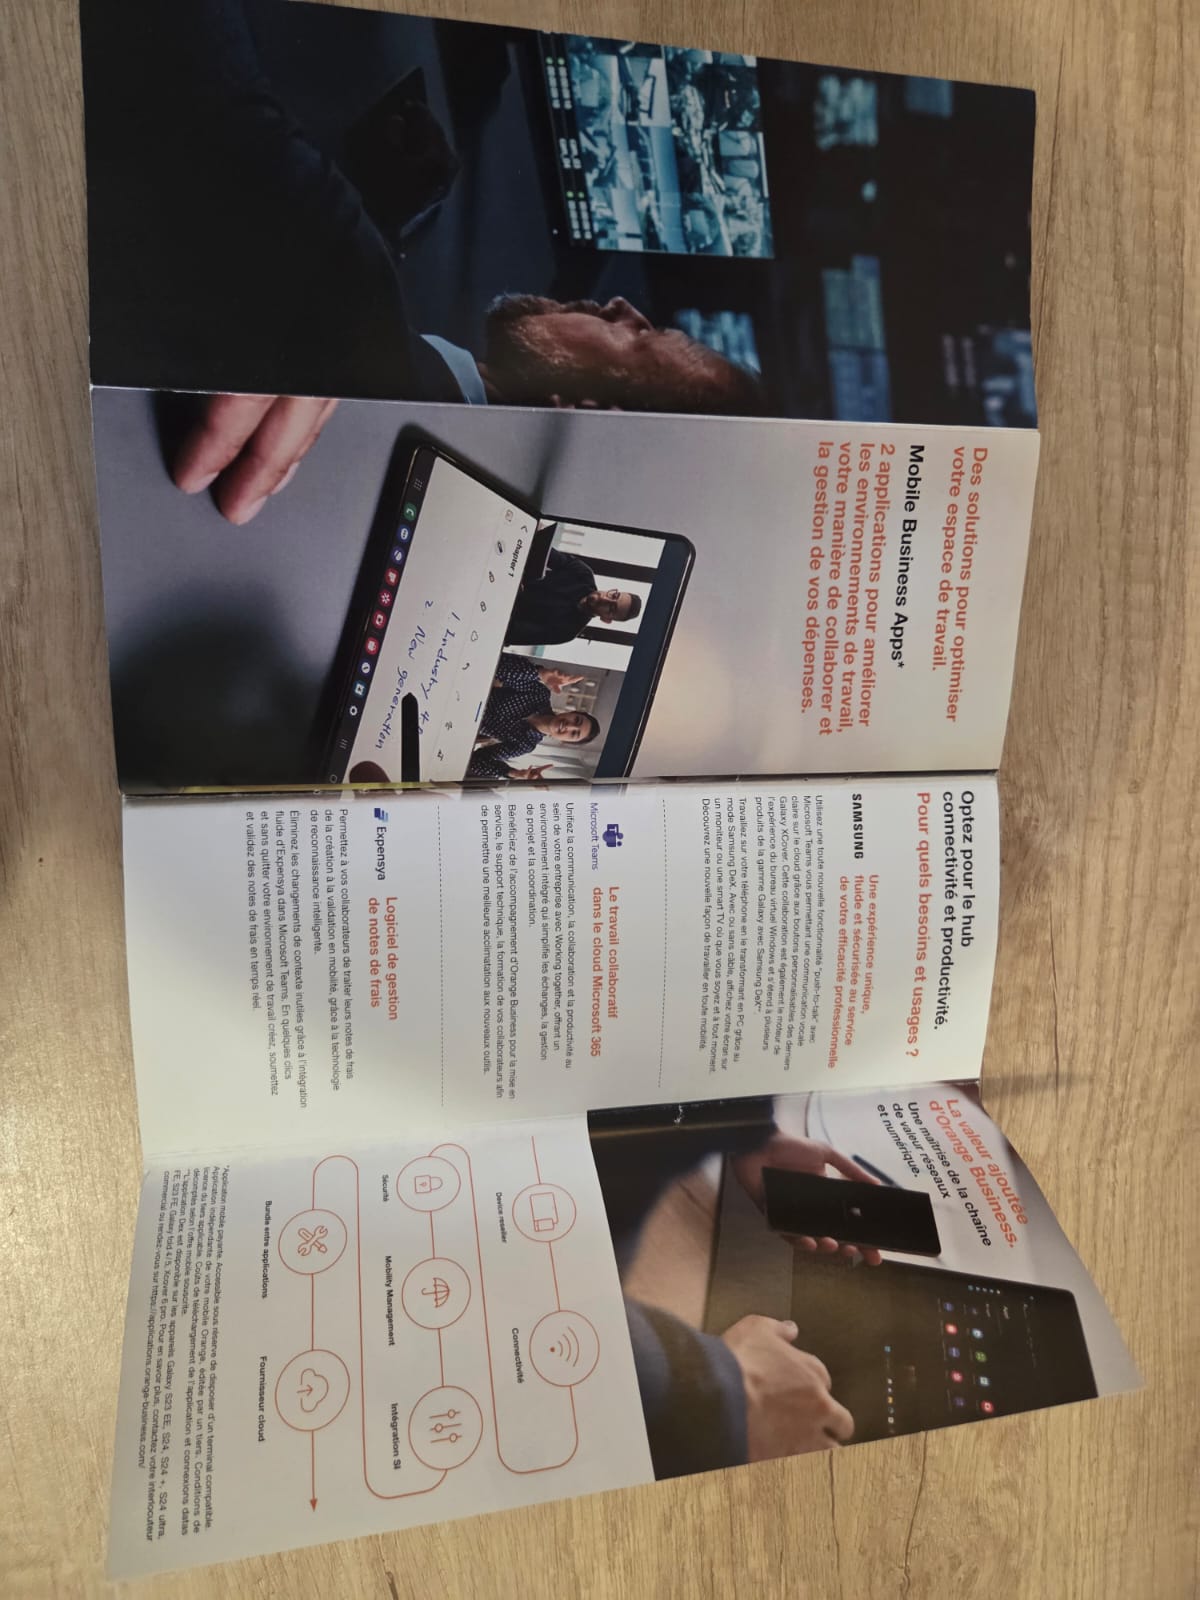 Des solutions pour optimiser
votre espace de travail.
Mobile Business Apps*
2 applications pour améliorer
les environnements de travail,
votre manière de collaborer et
la gestion de vos dépenses.
chapter 1
1. Industry
2. New generation
Optez pour le hub
connectivité et productivité.
Pour quels besoins et usages ?
SAMSUNG
Une expérience unique,
fluide et sécurisée au service
de votre efficacité professionnelle
Utilisez une toute nouvelle fonctionnalité "push-to-talk" avec
Microsoft Teams vous permettant une communication vocale
claire sur le cloud grâce aux boutons personnalisables des derniers
Galaxy XCover. Cette collaboration est également le moteur de
l'expérience du bureau virtuel Windows et s'étend à plusieurs
produits de la gamme Galaxy avec Samsung DeX**.
Travaillez sur votre téléphone en le transformant en PC grâce au
mode Samsung DeX. Avec ou sans câble, affichez votre écran sur
un moniteur ou une smart TV où que vous soyez et à tout moment.
Découvrez une nouvelle façon de travailler en toute mobilité.
Microsoft Teams
Le travail collaboratif
dans le cloud Microsoft 365
Unifiez la communication, la collaboration et la productivité au
sein de votre entreprise avec Working together, offrant un
environnement intégré qui simplifie les échanges, la gestion
de projet et la coordination.
Bénéficiez de l'accompagnement d'Orange Business pour la mise en
service, le support technique, la formation de vos collaborateurs afin
de permettre une meilleure acclimatation aux nouveaux outils.
Expensya
Logiciel de gestion
de notes de frais
Permettez à vos collaborateurs de traiter leurs notes de frais
de la création à la validation en mobilité, grâce à la technologie
de reconnaissance intelligente.
Éliminez les changements de contexte inutiles grâce à l'intégration
fluide d'Expensya dans Microsoft Teams. En quelques clics
et sans quitter votre environnement de travail créez, soumettez
et validez des notes de frais en temps réel.
La valeur ajoutée
d'Orange Business.
Une maîtrise de la chaîne
de valeur réseaux
et numérique.
Device reseller
Connectivité
Sécurité
Mobility Management
Intégration SI
Bundle entre applications
Fournisseur cloud
*Application mobile payante. Accessible sous réserve de disposer d'un terminal compatible.
Application indépendante de votre mobile Orange, éditée par un tiers. Conditions de
licence du tiers applicable. Coûts de téléchargement de l'application et connexions datas
décomptés selon l'offre mobile souscrite.
**L'application Dex est disponible sur les appareils Galaxy S23 EE, S24, S24 +, S24 ultra,
FE, S23 FE, Galaxy fold 4/5, Xcover 6 pro. Pour en savoir plus, contactez votre interlocuteur
commercial ou rendez-vous sur https://applications.orange-business.com/